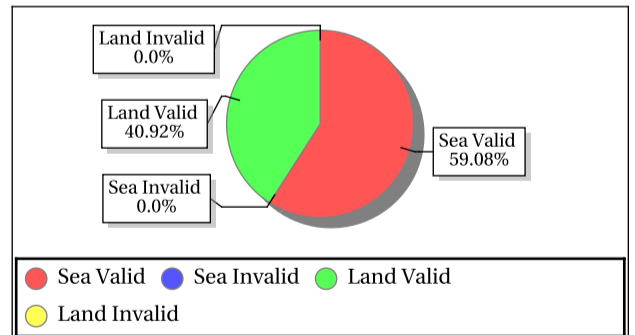 Land Invalid
0.0%
Land Valid
40.92%
Sea Valid
59.08%
Sea Invalid
0.0%
Sea Valid Sea Invalid Land Valid
Land Invalid